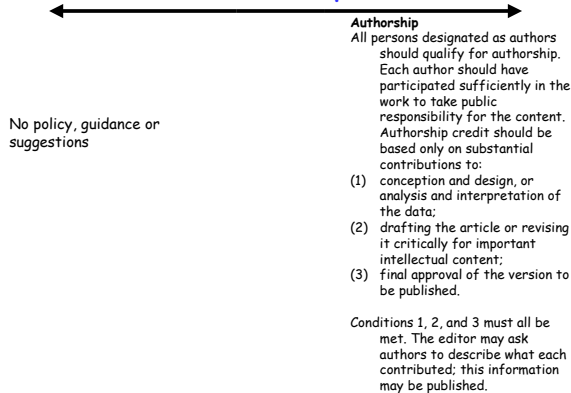 Authorship
All persons designated as authors
should qualify for authorship.
Each author should have
participated sufficiently in the
work to take public
responsibility for the content.
Authorship credit should be
based only on substantial
contributions to:
(1) conception and design, or
analysis and interpretation of
the data;
(2) drafting the article or revising
it critically for important
intellectual content;
(3) final approval of the version to
be published.
Conditions 1, 2, and 3 must all be
met. The editor may ask
authors to describe what each
contributed; this information
may be published.
No policy, guidance or
suggestions